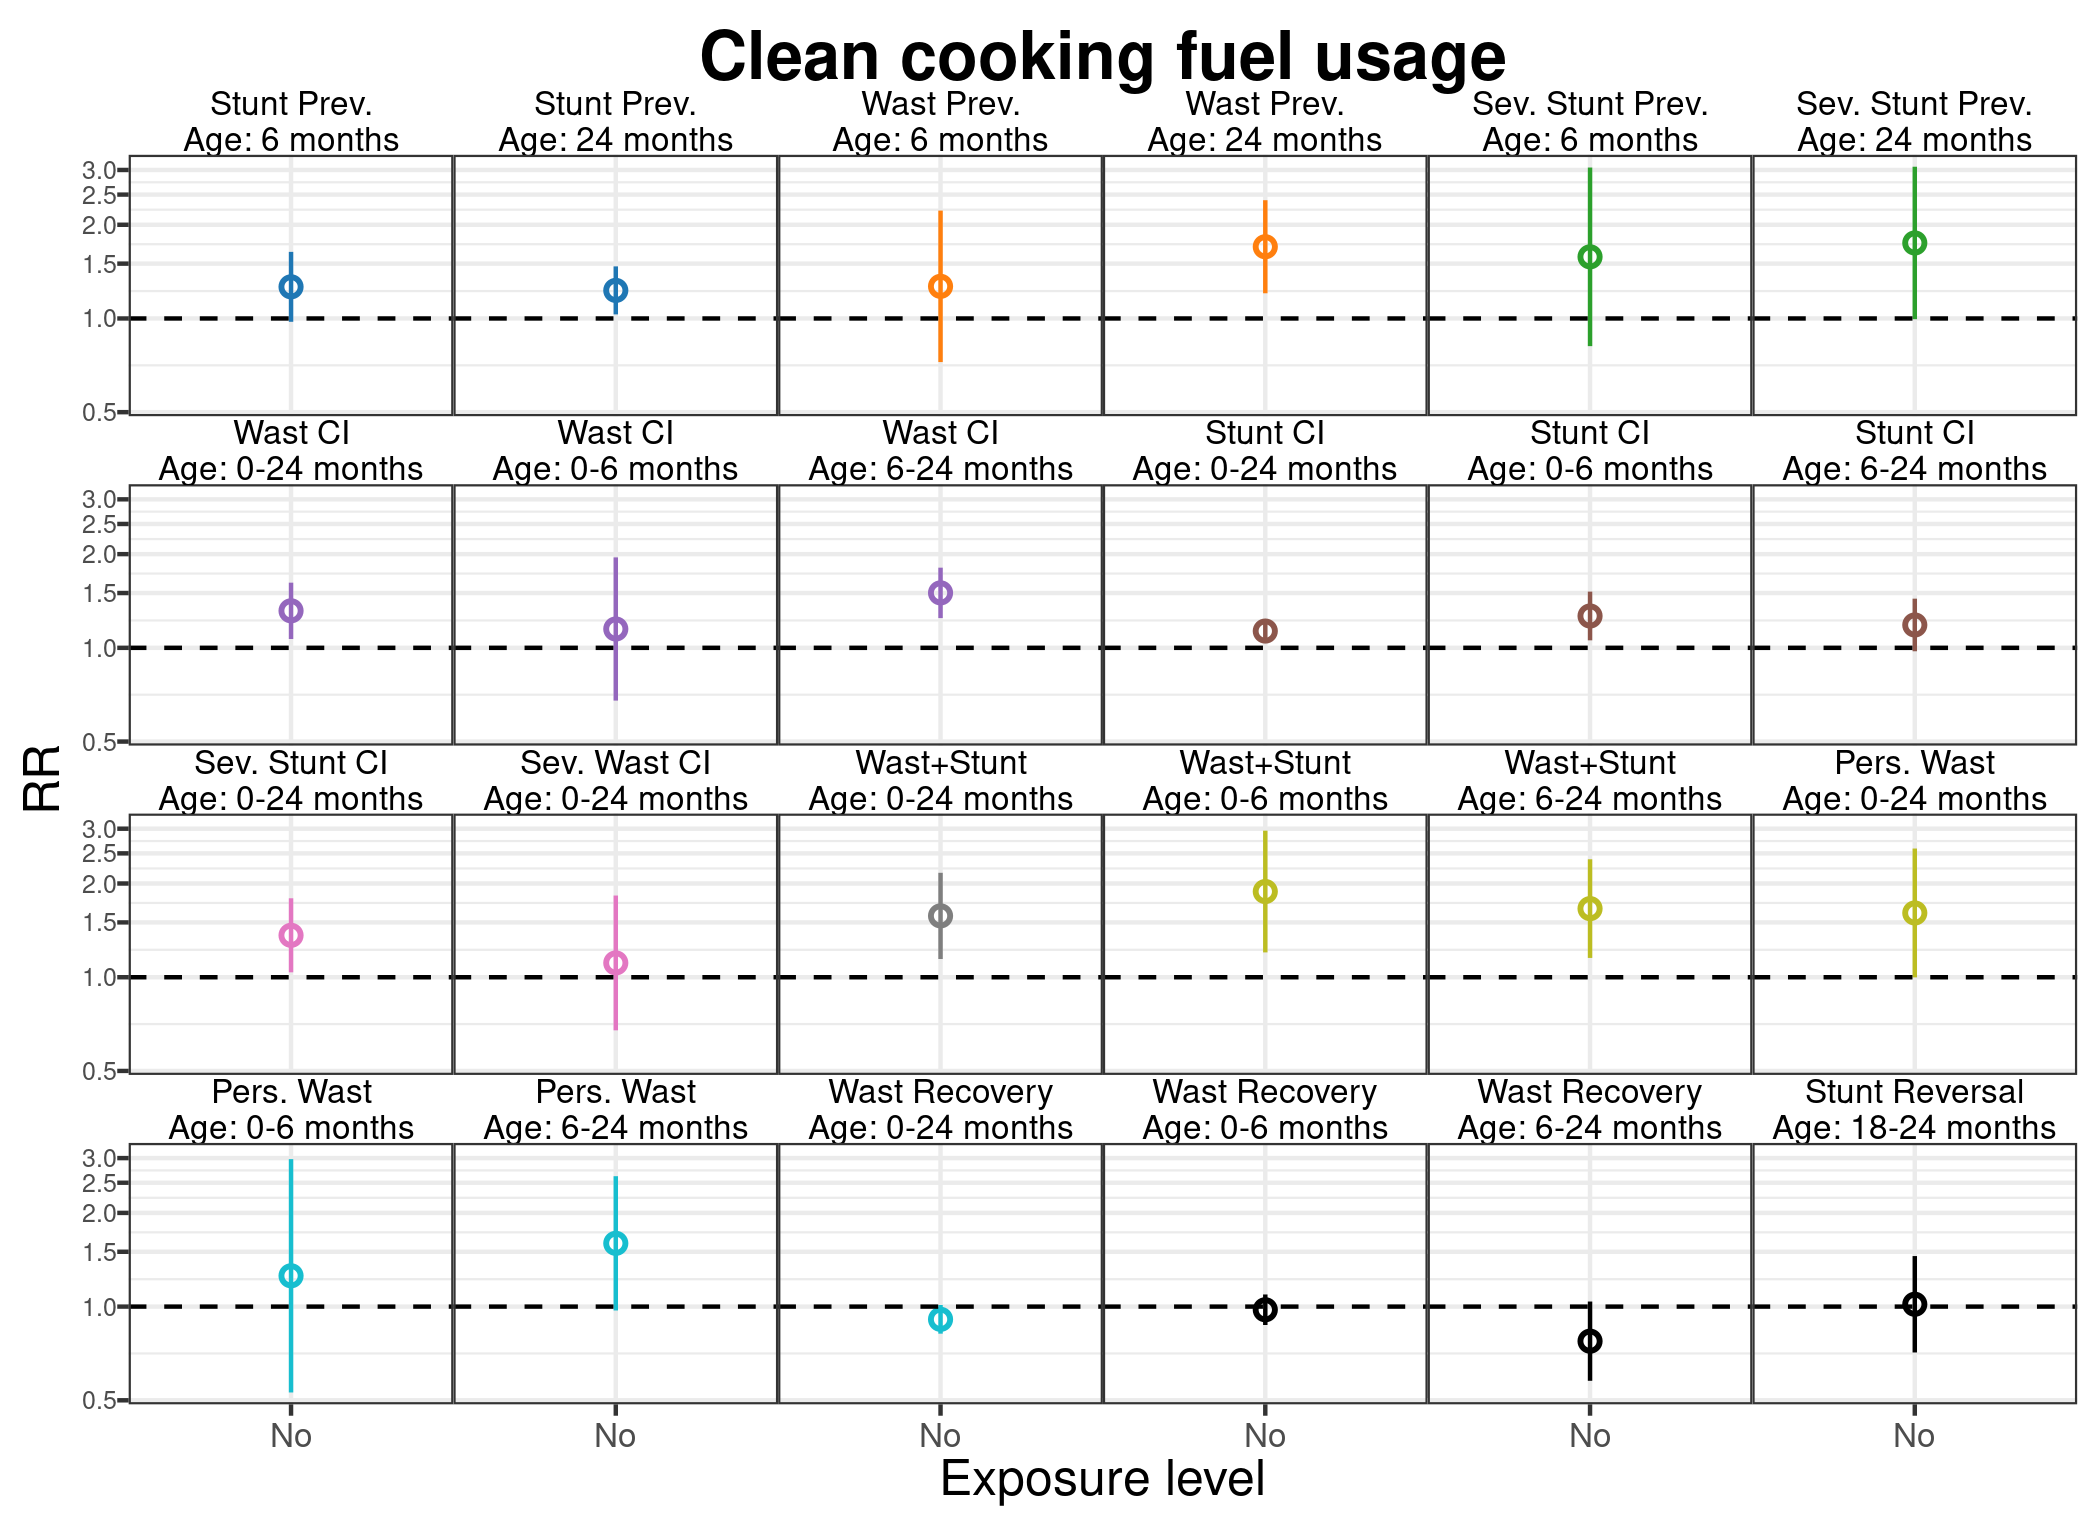 Clean cooking fuel usage
Stunt Prev.
Age: 6 months
Stunt Prev.
Age: 24 months
Wast Prev.
Age: 6 months
Wast Prev.
Age: 24 months
Sev. Stunt Prev.
Age: 6 months
Sev. Stunt Prev.
Age: 24 months
3.0
2.5
2.0
1.5
1.0
0.5
Wast CI
Age: 0-24 months
Wast CI
Age: 0-6 months
Wast CI
Age: 6-24 months
Stunt CI
Age: 0-24 months
Stunt CI
Age: 0-6 months
Stunt CI
Age: 6-24 months
3.0
2.5
2.0
1.5
1.0
0.5
RR
Sev. Stunt CI
Age: 0-24 months
Sev. Wast CI
Age: 0-24 months
Wast+Stunt
Age: 0-24 months
Wast+Stunt
Age: 0-6 months
Wast+Stunt
Age: 6-24 months
Pers. Wast
Age: 0-24 months
3.0
2.5
2.0
1.5
1.0
0.5
Pers. Wast
Age: 0-6 months
Pers. Wast
Age: 6-24 months
Wast Recovery
Age: 0-24 months
Wast Recovery
Age: 0-6 months
Wast Recovery
Age: 6-24 months
Stunt Reversal
Age: 18-24 months
3.0
2.5
2.0
1.5
1.0
0.5
No
No
No
No
No
No
Exposure level